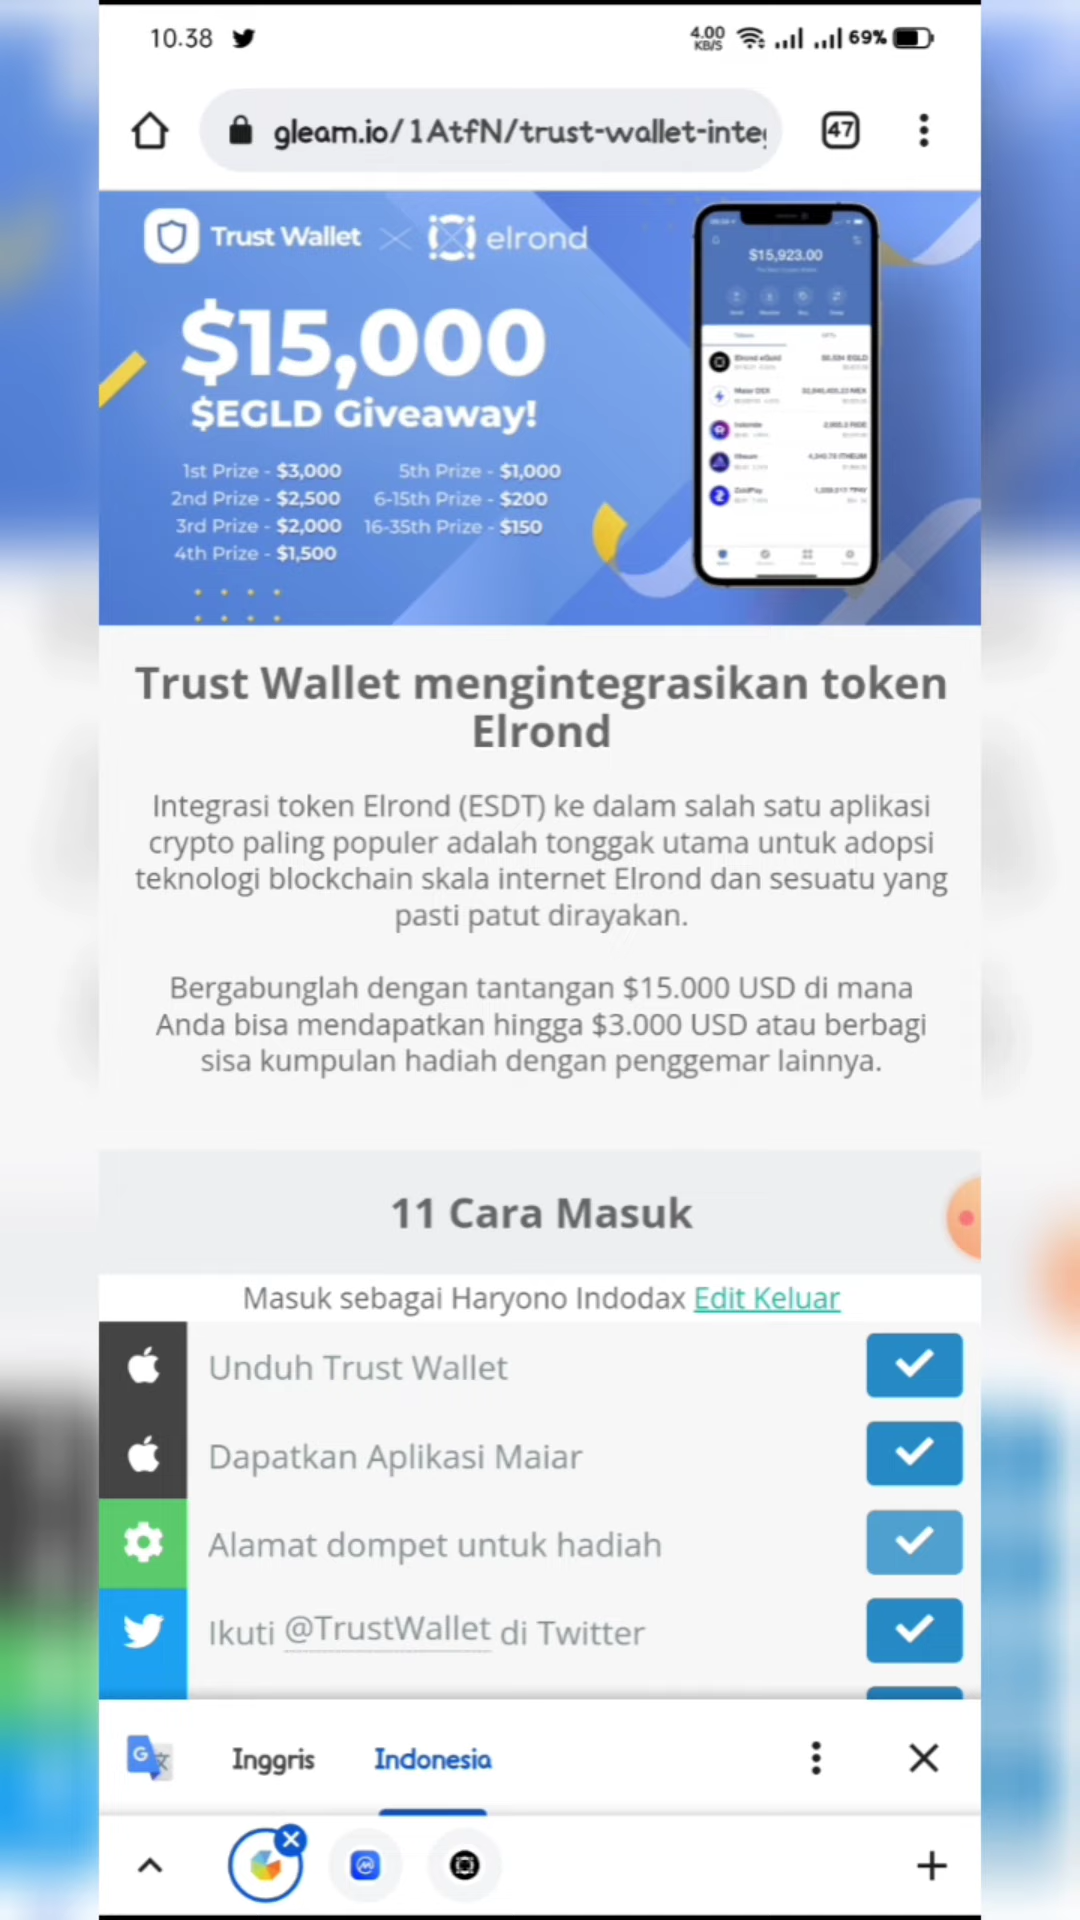 10.38
4.00
KB/S
69%
gleam.io/1AtfN/trust-wallet-inte
47
Trust Wallet
elrond
$15,000
$EGLD Giveaway!
1st Prize - $3,000
2nd Prize - $2,500
3rd Prize - $2,000
4th Prize - $1,500
5th Prize - $1,000
6-15th Prize - $200
16-35th Prize - $150
$15,923.00
Trust Wallet mengintegrasikan token
Elrond
Integrasi token Elrond (ESDT) ke dalam salah satu aplikasi
crypto paling populer adalah tonggak utama untuk adopsi
teknologi blockchain skala internet Elrond dan sesuatu yang
pasti patut dirayakan.
Bergabunglah dengan tantangan $15.000 USD di mana
Anda bisa mendapatkan hingga $3.000 USD atau berbagi
sisa kumpulan hadiah dengan penggemar lainnya.
11 Cara Masuk
Masuk sebagai Haryono Indodax Edit Keluar
Unduh Trust Wallet
Dapatkan Aplikasi Maiar
Alamat dompet untuk hadiah
Ikuti @TrustWallet di Twitter
Inggris
Indonesia